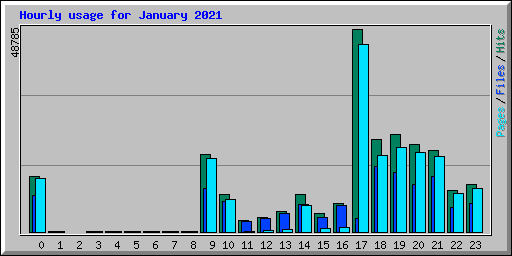 Hourly usage for January 2021
48785
Pages/Files/Hits
0 1 2 3 4 5 6 7 8 9 10 11 12 13 14 15 16 17 18 19 20 21 22 23